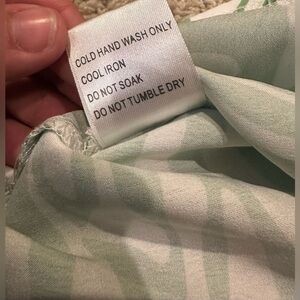 COLD HAND WASH ONLY
COOL IRON
DO NOT SOAK
DO NOT TUMBLE DRY